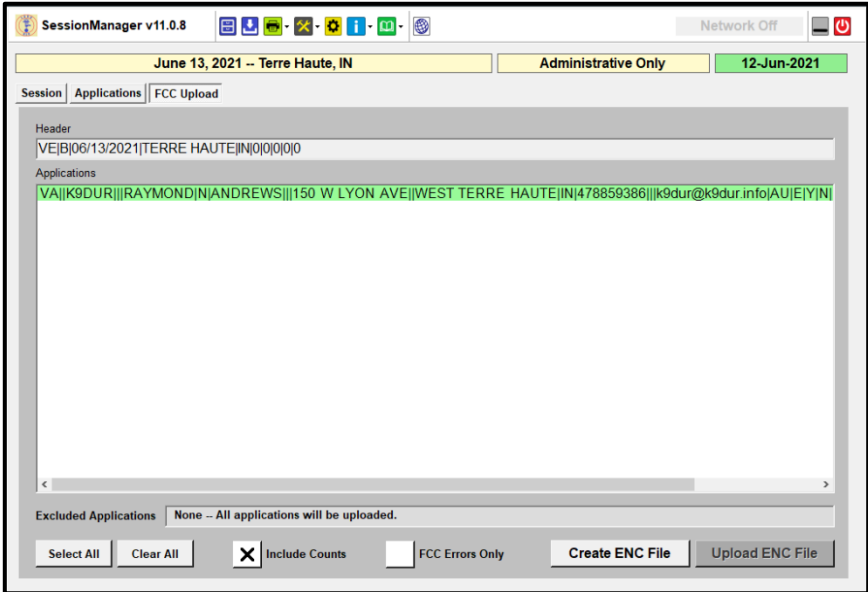 SessionManager v11.0.8 Network Off
June 13, 2021 -- Terre Haute, IN Administrative Only 12-Jun-2021
Session Applications FCC Upload
Header
VE|B|06/13/2021|TERRE HAUTE|IN|0|0|0|0|0
Applications
VA||K9DUR|||RAYMOND|N|ANDREWS|||150 W LYON AVE||WEST TERRE HAUTE|IN|478859386|||k9dur@k9dur.info|AU|E|Y|N|
Excluded Applications None -- All applications will be uploaded.
Select All Clear All X Include Counts FCC Errors Only Create ENC File Upload ENC File